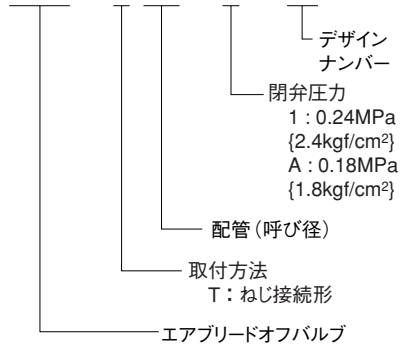 デザイン
ナンバー
閉弁圧力
1 : 0.24MPa
{2.4kgf/cm²}
A : 0.18MPa
{1.8kgf/cm²}
配管（呼び径）
取付方法
T：ねじ接続形
エアブリードオフバルブ